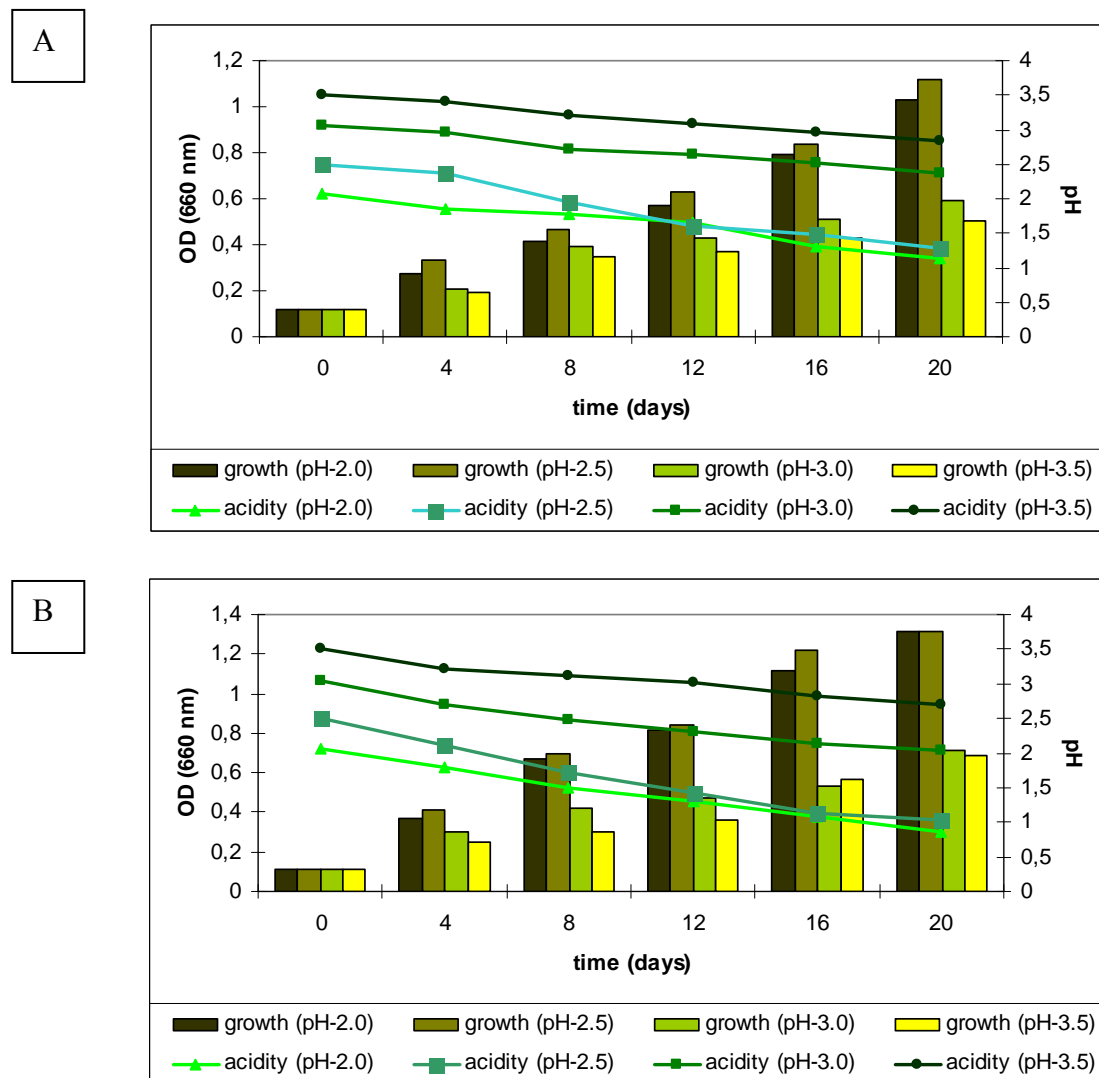 A
OD (660 nm)
1,2
1
0,8
0,6
0,4
0,2
0
4
3,5
3
2,5
2
1,5
1
0,5
0
pH
0 4 8 12 16 20
time (days)
growth (pH-2.0) growth (pH-2.5) growth (pH-3.0) growth (pH-3.5)
acidity (pH-2.0) acidity (pH-2.5) acidity (pH-3.0) acidity (pH-3.5)
B
OD (660 nm)
1,4
1,2
1
0,8
0,6
0,4
0,2
0
4
3,5
3
2,5
2
1,5
1
0,5
0
pH
0 4 8 12 16 20
time (days)
growth (pH-2.0) growth (pH-2.5) growth (pH-3.0) growth (pH-3.5)
acidity (pH-2.0) acidity (pH-2.5) acidity (pH-3.0) acidity (pH-3.5)